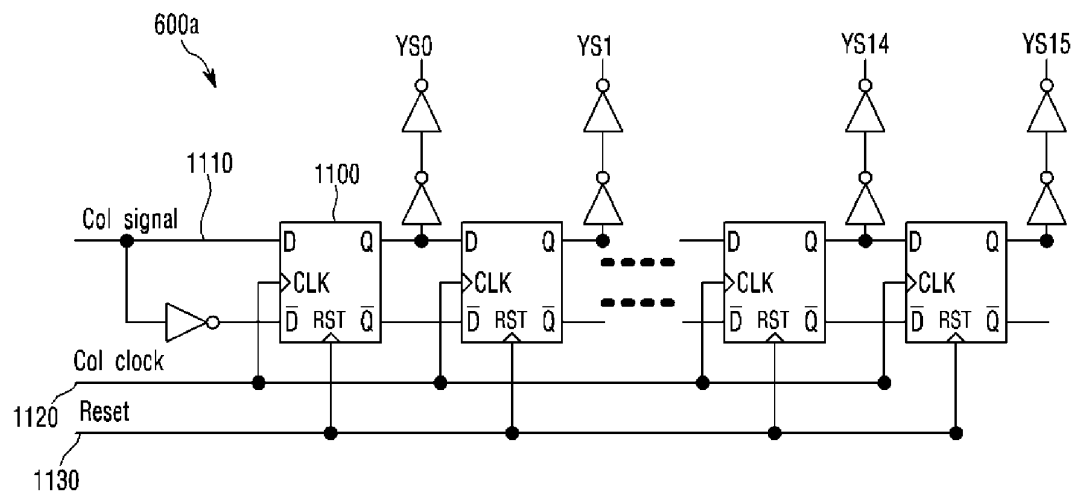 600a
YS0 YS1 YS14 YS15
1110 1100
Col signal
D Q D Q D Q D Q
CLK CLK CLK CLK
D̅ RST Q̅ D̅ RST Q̅ D̅ RST Q̅ D̅ RST Q̅
Col clock
1120 Reset
1130